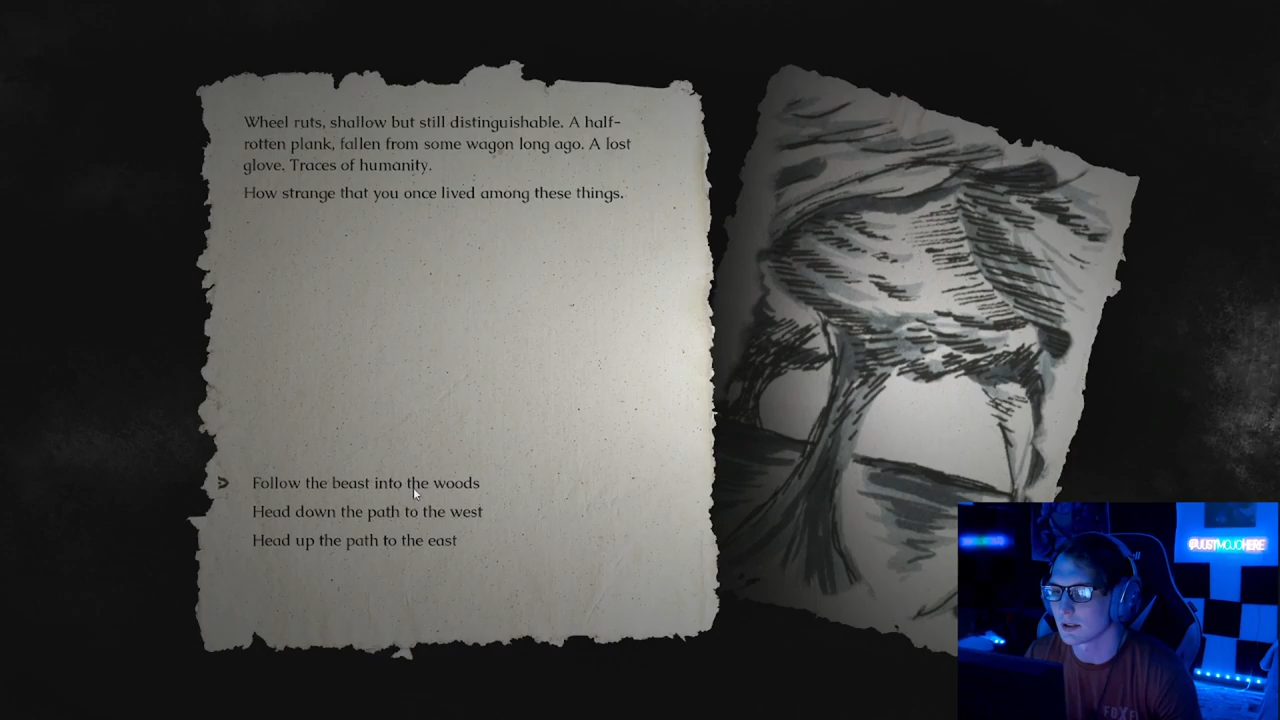 Wheel ruts, shallow but still distinguishable. A half-
rotten plank, fallen from some wagon long ago. A lost
glove. Traces of humanity.
How strange that you once lived among these things.
Follow the beast into the woods
Head down the path to the west
Head up the path to the east
@JUSTMOJOHERE